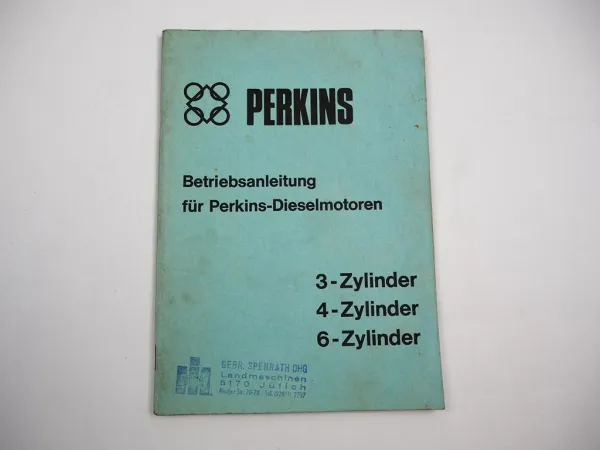 PERKINS
Betriebsanleitung
für Perkins-Dieselmotoren
3-Zylinder
4-Zylinder
6-Zylinder
GEBR. SPENRATH OHG
Landmaschinen
5170 Jülich